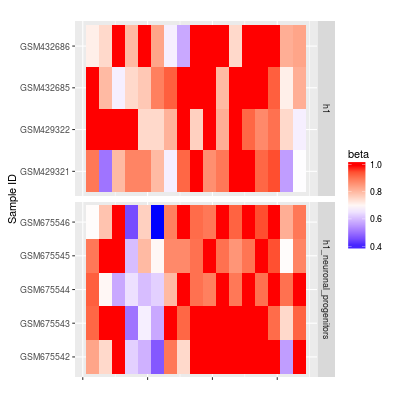 GSM432686
GSM432685
GSM429322
GSM429321
h1
GSM675546
GSM675545
GSM675544
GSM675543
GSM675542
h1_neuronal_progenitors
Sample ID
beta
1.0
0.8
0.6
0.4